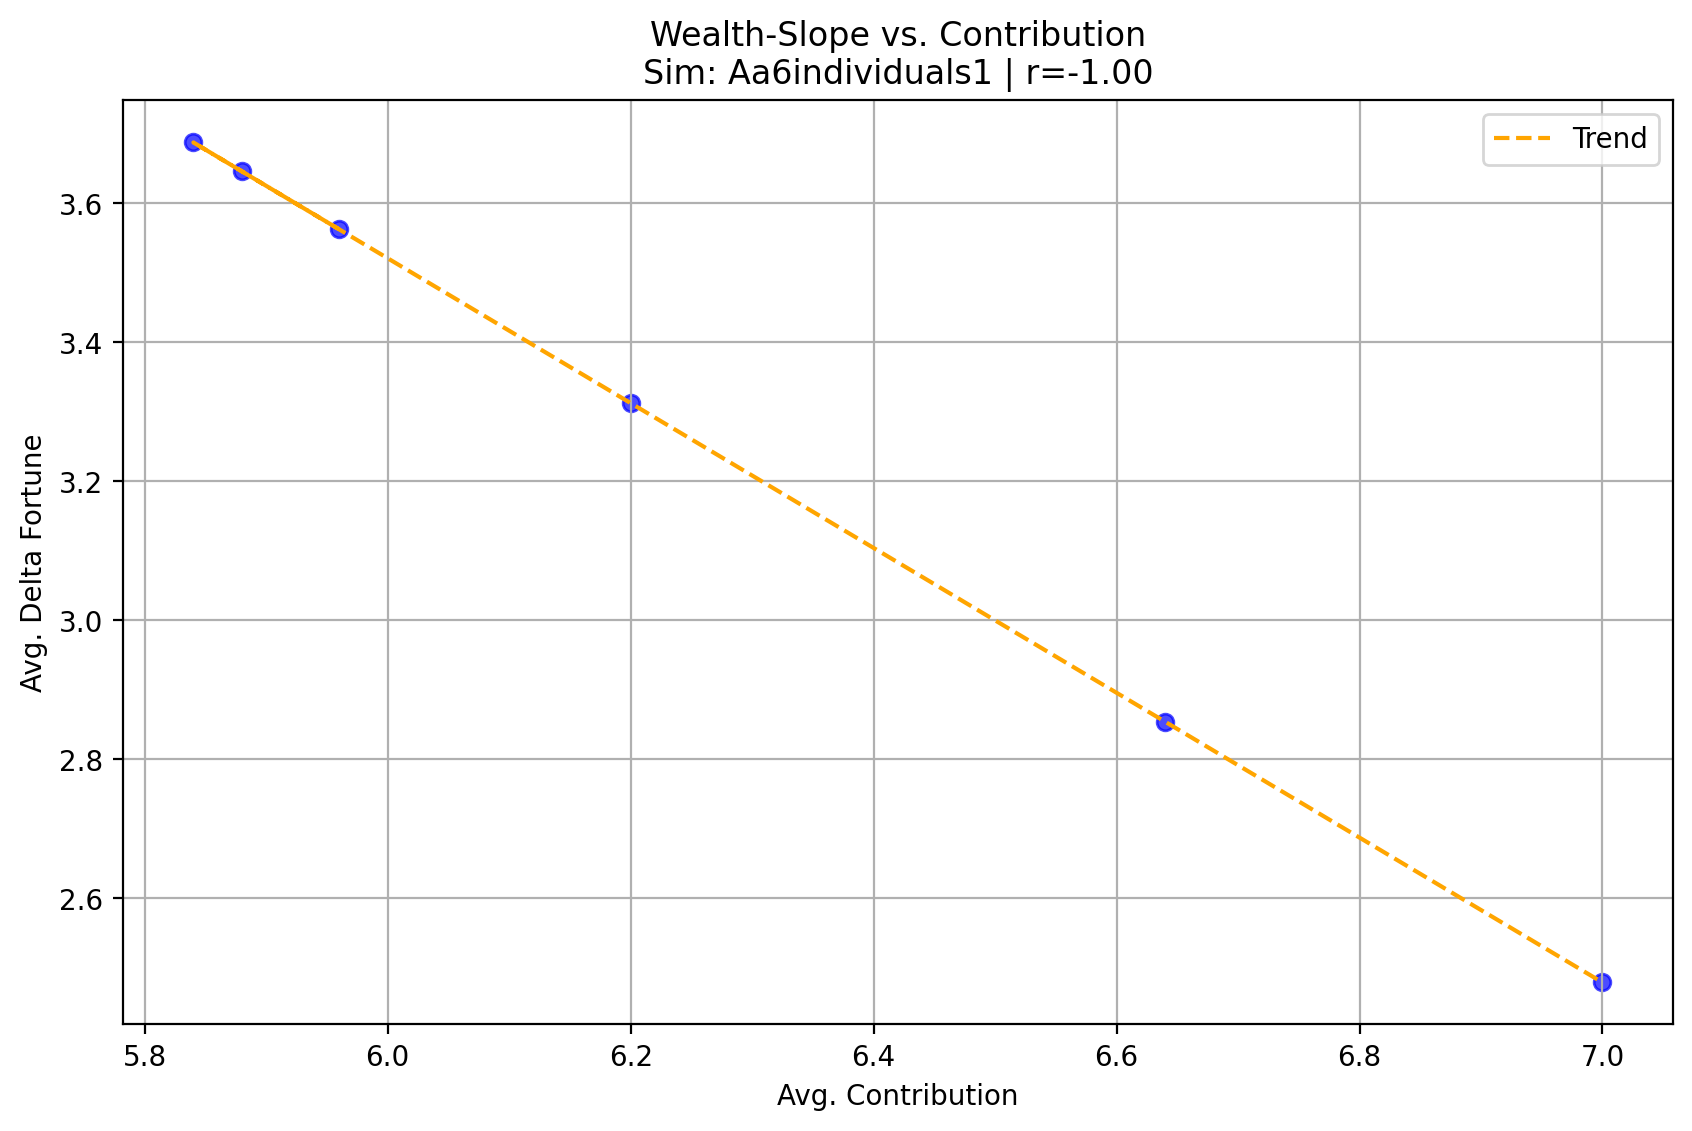 Wealth-Slope vs. Contribution
Sim: Aa6individuals1 | r=-1.00
Trend
3.6
3.4
3.2
3.0
2.8
2.6
Avg. Delta Fortune
5.8 6.0 6.2 6.4 6.6 6.8 7.0
Avg. Contribution